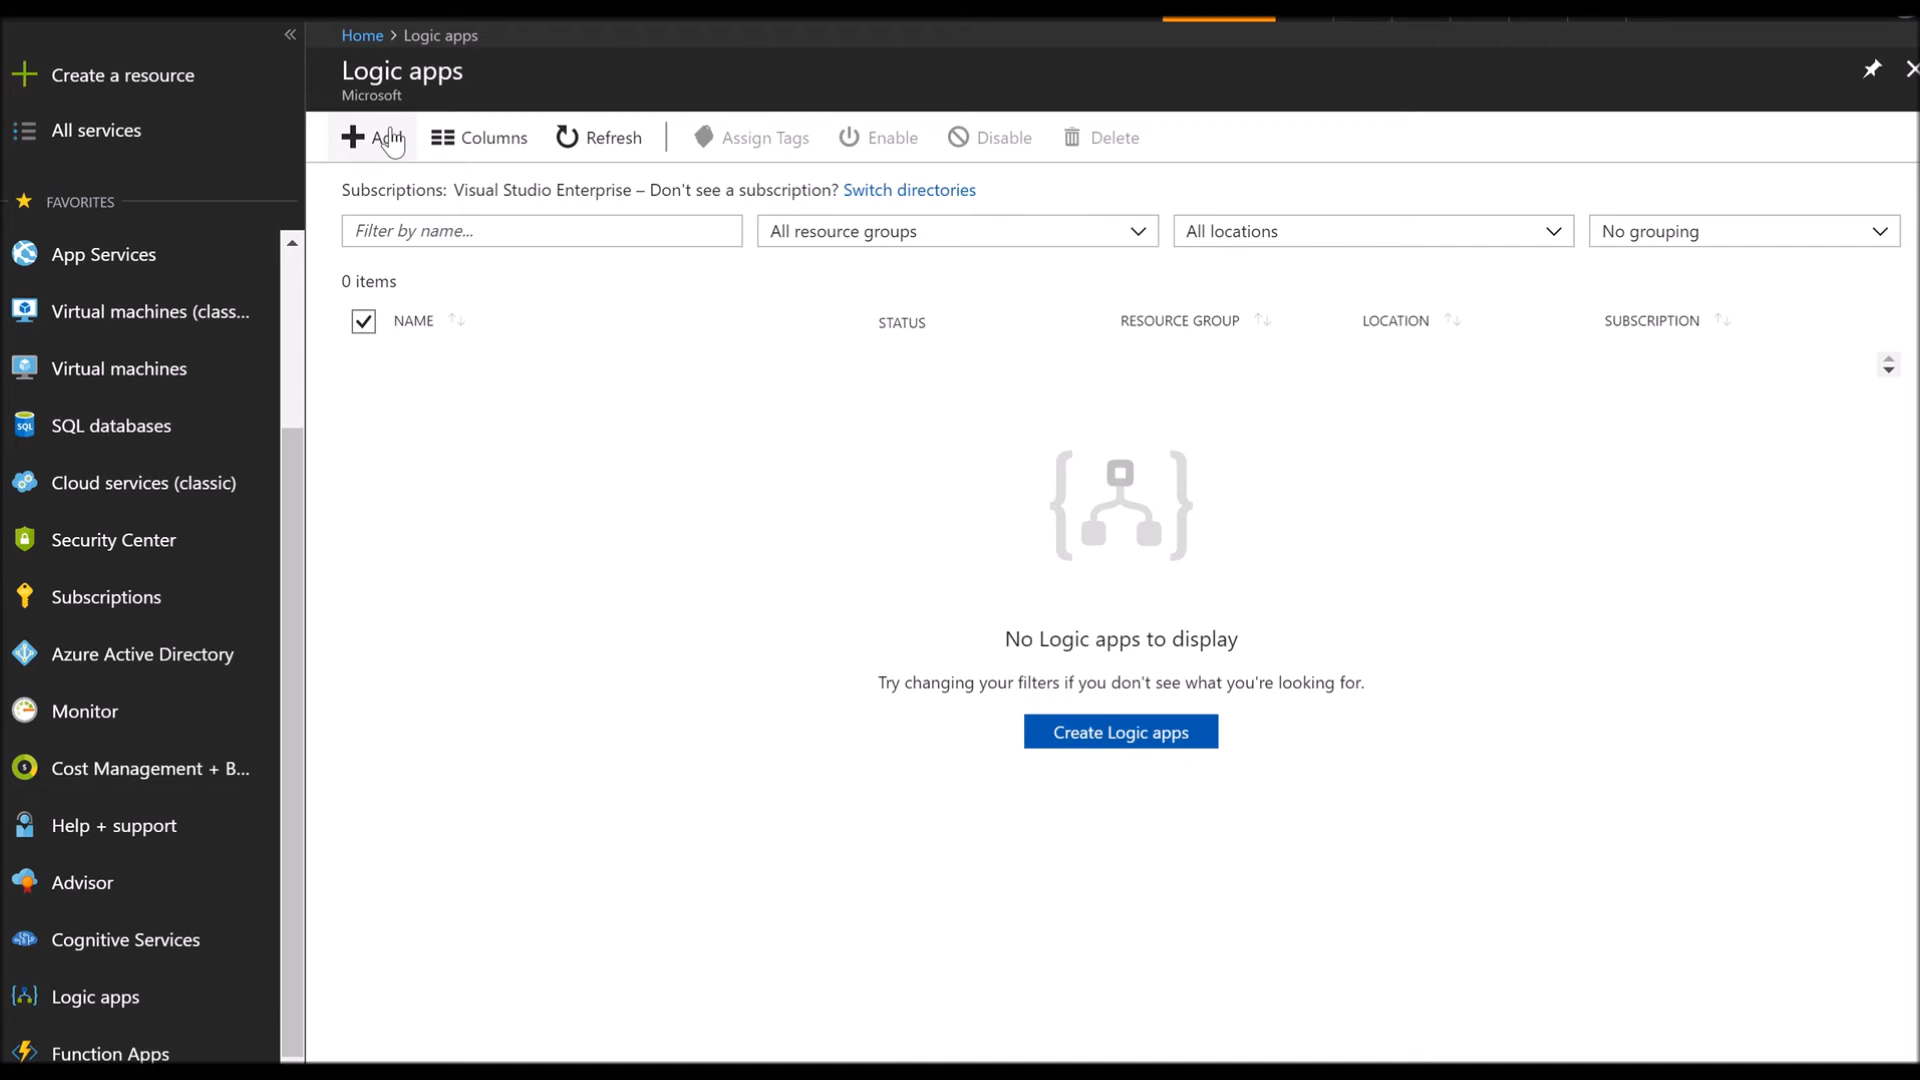 Home > Logic apps
Logic apps
Microsoft
Create a resource
All services
FAVORITES
App Services
Virtual machines (class...
Virtual machines
SQL databases
Cloud services (classic)
Security Center
Subscriptions
Azure Active Directory
Monitor
Cost Management + B...
Help + support
Advisor
Cognitive Services
Logic apps
Function Apps
Add Columns Refresh Assign Tags Enable Disable Delete
Subscriptions: Visual Studio Enterprise – Don't see a subscription? Switch directories
Filter by name... All resource groups All locations No grouping
0 items
NAME STATUS RESOURCE GROUP LOCATION SUBSCRIPTION
No Logic apps to display
Try changing your filters if you don't see what you're looking for.
Create Logic apps